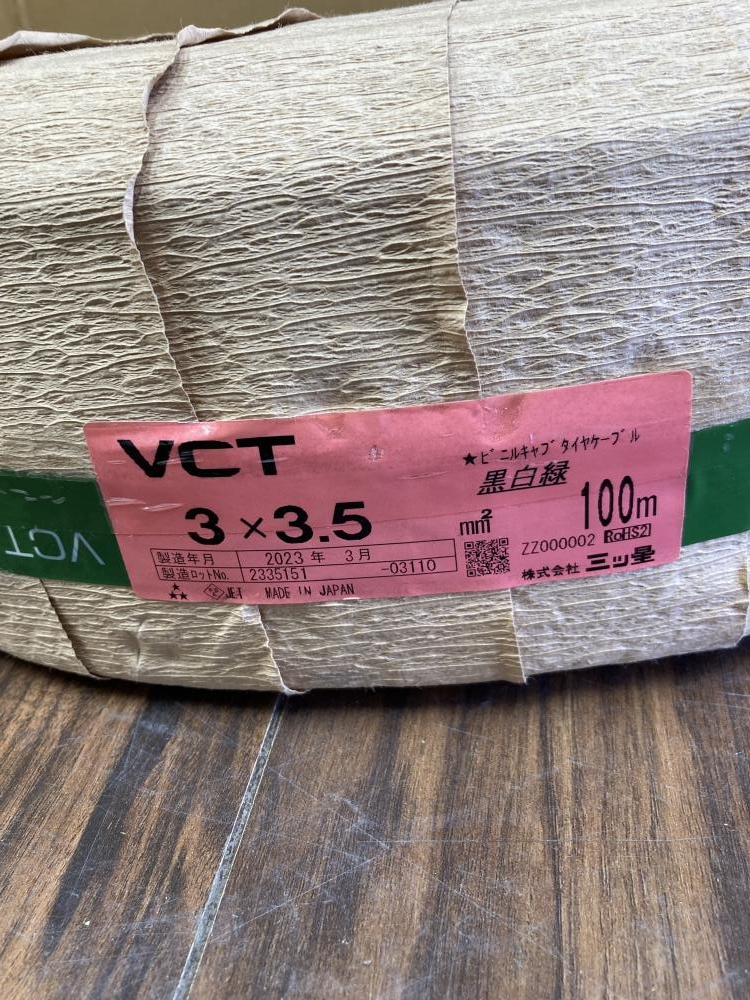 VCT
★ビニルキャブタイヤケーブル
黒白緑
3×3.5 mm² 100m
製造年月 2023年 3月
製造ロットNo. 2335151 -03110
ZZ000002 RoHS2
株式会社 三ツ星
JET MADE IN JAPAN
VCT